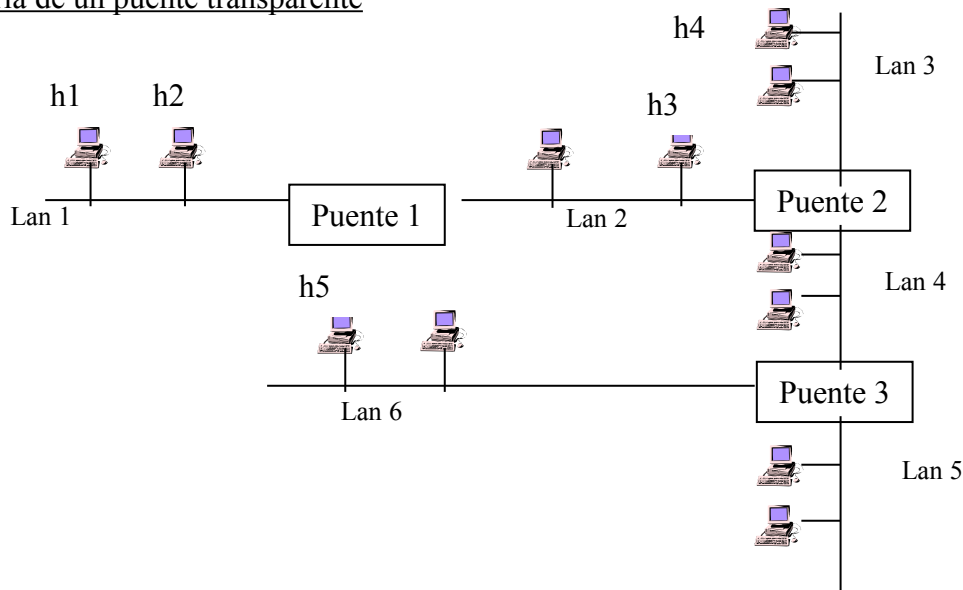 de un puente transparente
h4
Lan 3
h1
h2
h3
Lan 1
Puente 1
Lan 2
Puente 2
h5
Lan 4
Lan 6
Puente 3
Lan 5